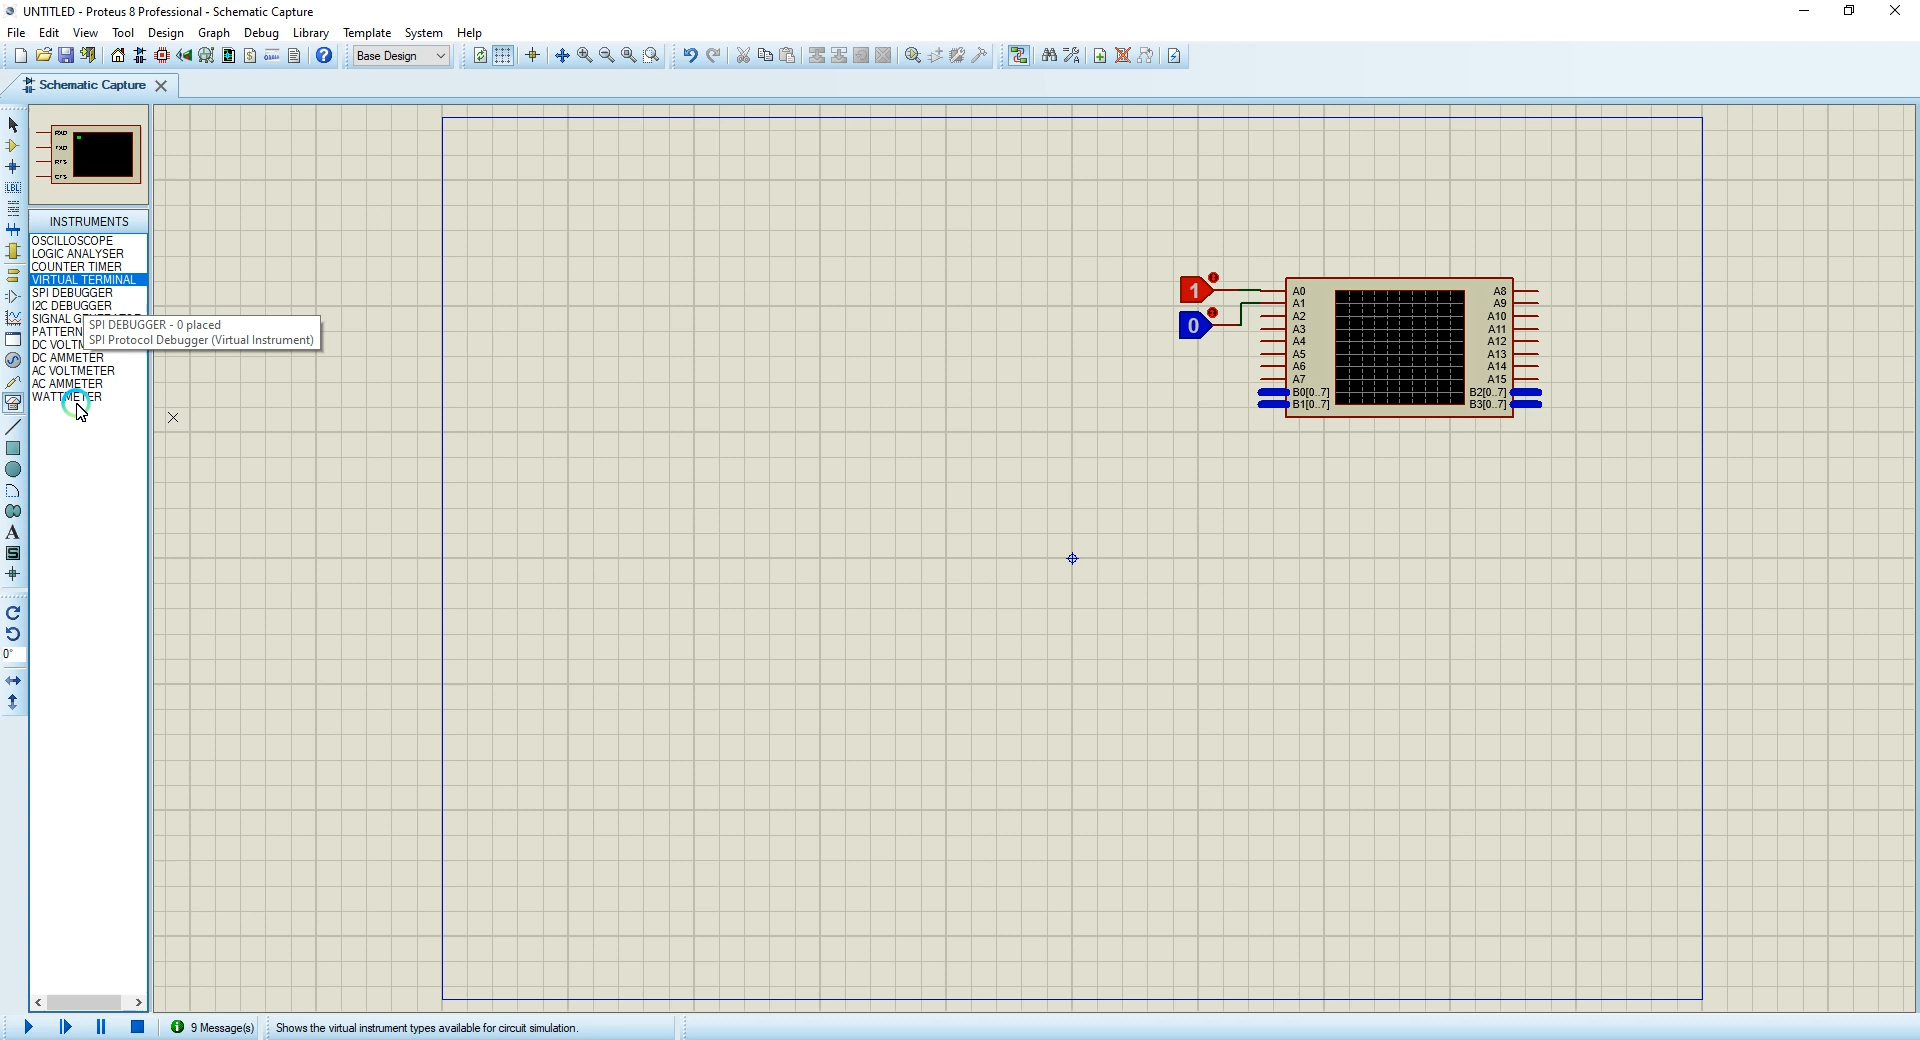 UNTITLED - Proteus 8 Professional - Schematic Capture
File Edit View Tool Design Graph Debug Library Template System Help
Base Design
Schematic Capture
RXD
TXD
RTS
CTS
INSTRUMENTS
OSCILLOSCOPE
LOGIC ANALYSER
COUNTER TIMER
VIRTUAL TERMINAL
SPI DEBUGGER
I2C DEBUGGER
SIGNAL
PATTERN
DC VOLTM
DC AMMETER
AC VOLTMETER
AC AMMETER
WATTMETER
SPI DEBUGGER - 0 placed
SPI Protocol Debugger (Virtual Instrument)
LBL
A
S
0°
1
0
A0 A8
A1 A9
A2 A10
A3 A11
A4 A12
A5 A13
A6 A14
A7 A15
B0[0..7] B2[0..7]
B1[0..7] B3[0..7]
9 Message(s) Shows the virtual instrument types available for circuit simulation.